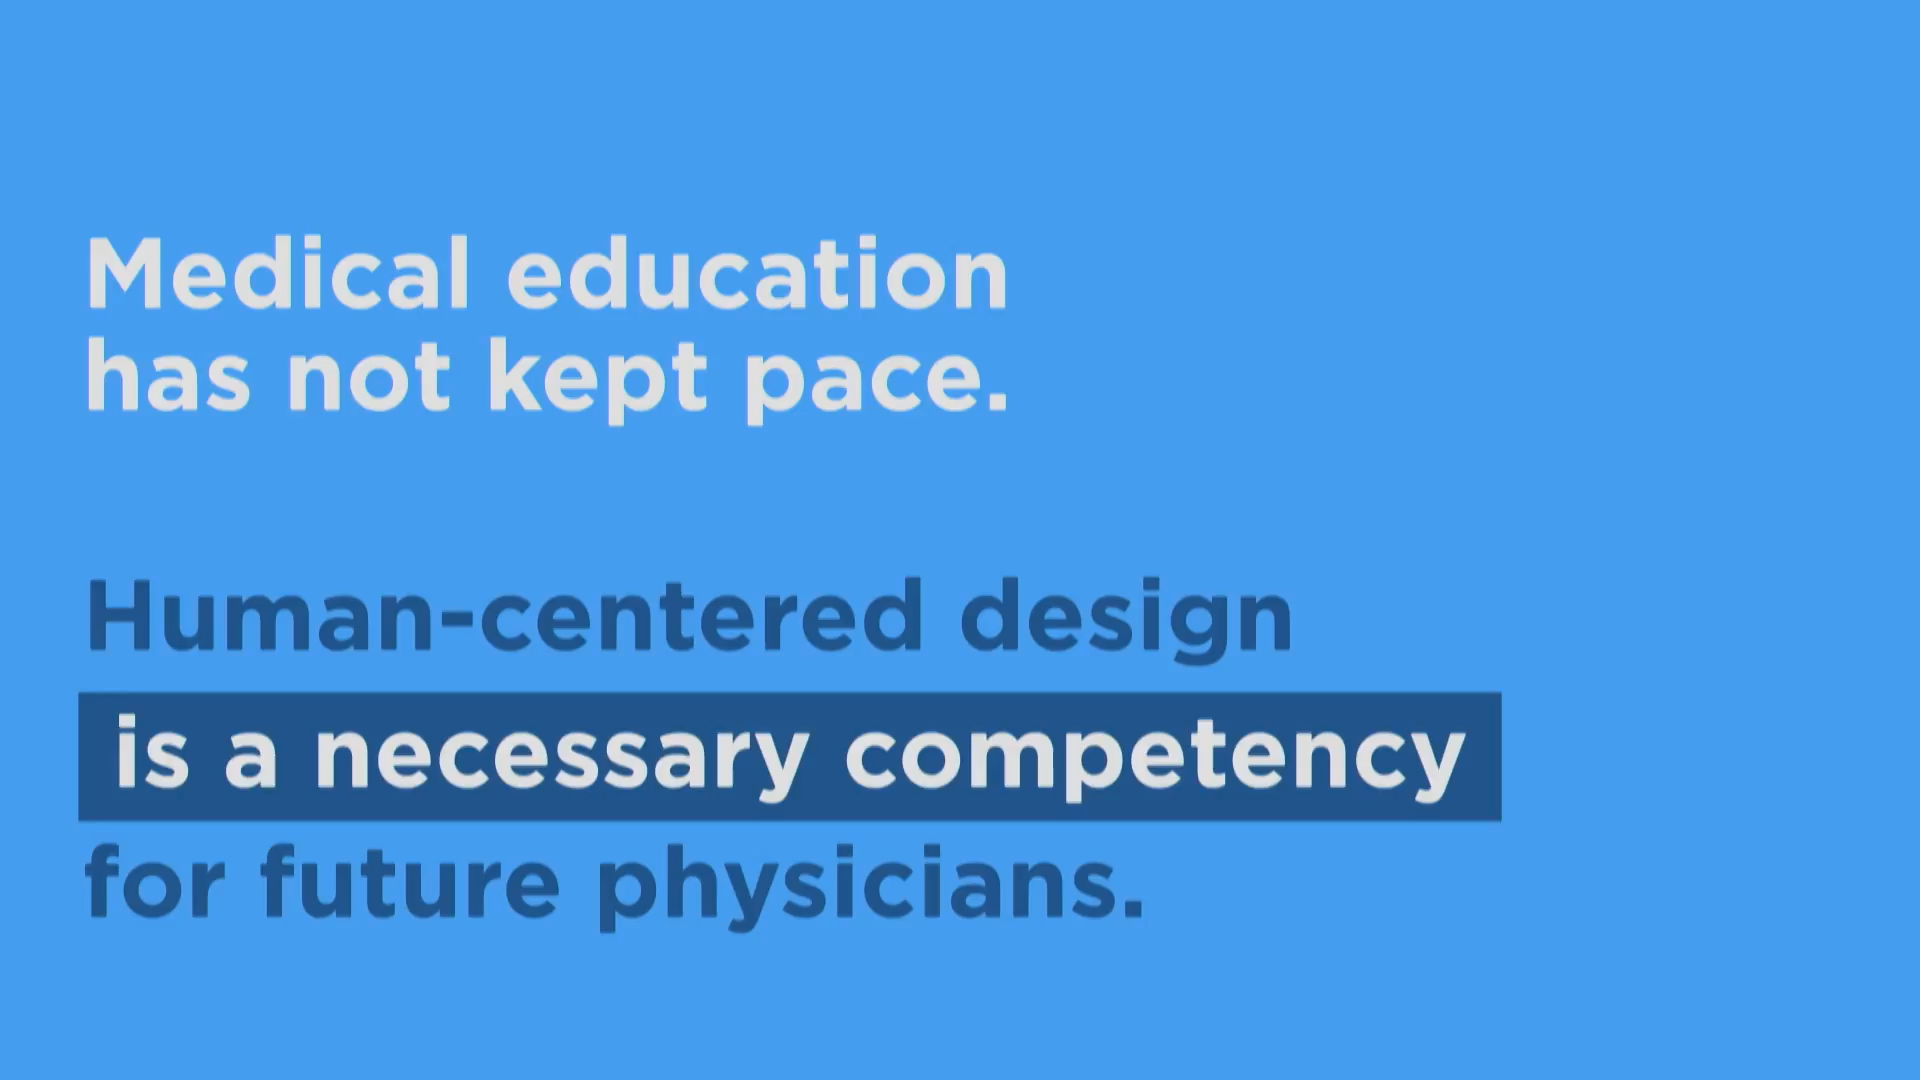 Medical education
has not kept pace.
Human-centered design
is a necessary competency
for future physicians.